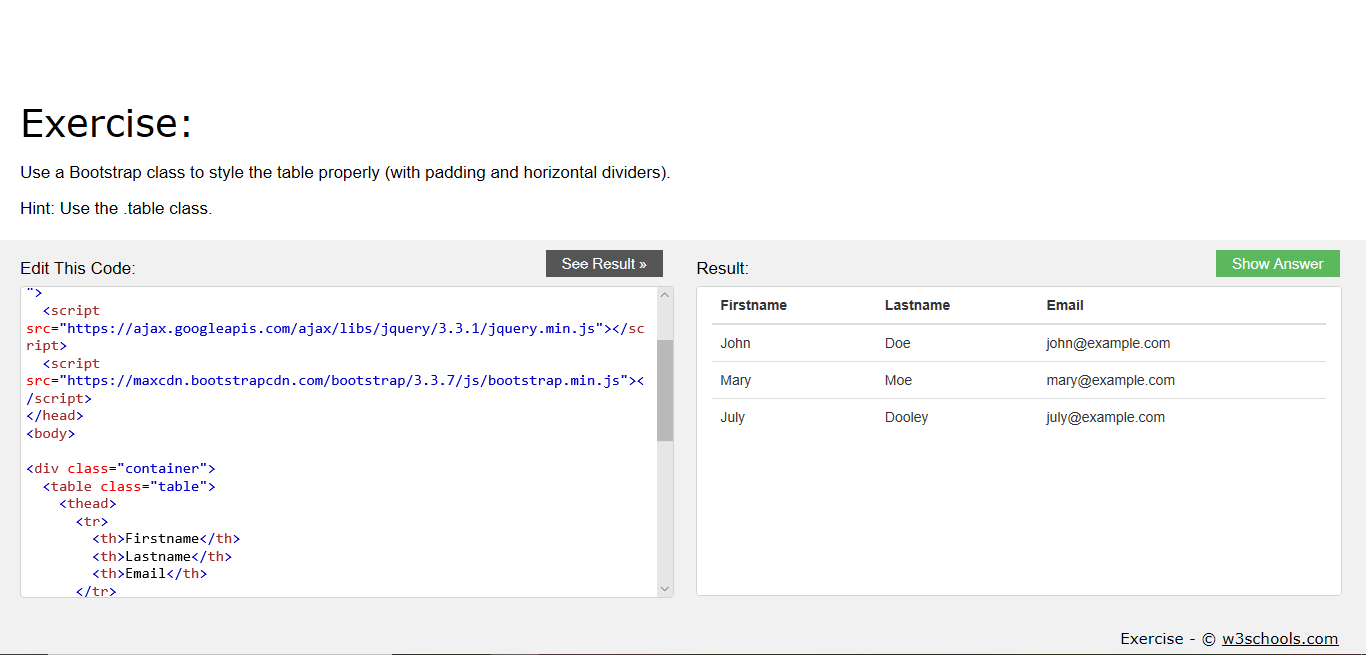 Exercise:
Use a Bootstrap class to style the table properly (with padding and horizontal dividers).
Hint: Use the .table class.
Edit This Code:
See Result »
">
<script
src="https://ajax.googleapis.com/ajax/libs/jquery/3.3.1/jquery.min.js"></sc
ript>
<script
src="https://maxcdn.bootstrapcdn.com/bootstrap/3.3.7/js/bootstrap.min.js"><
/script>
</head>
<body>
<div class="container">
<table class="table">
<thead>
<tr>
<th>Firstname</th>
<th>Lastname</th>
<th>Email</th>
</tr>
Result:
Show Answer
Firstname Lastname Email
John Doe john@example.com
Mary Moe mary@example.com
July Dooley july@example.com
Exercise - © w3schools.com